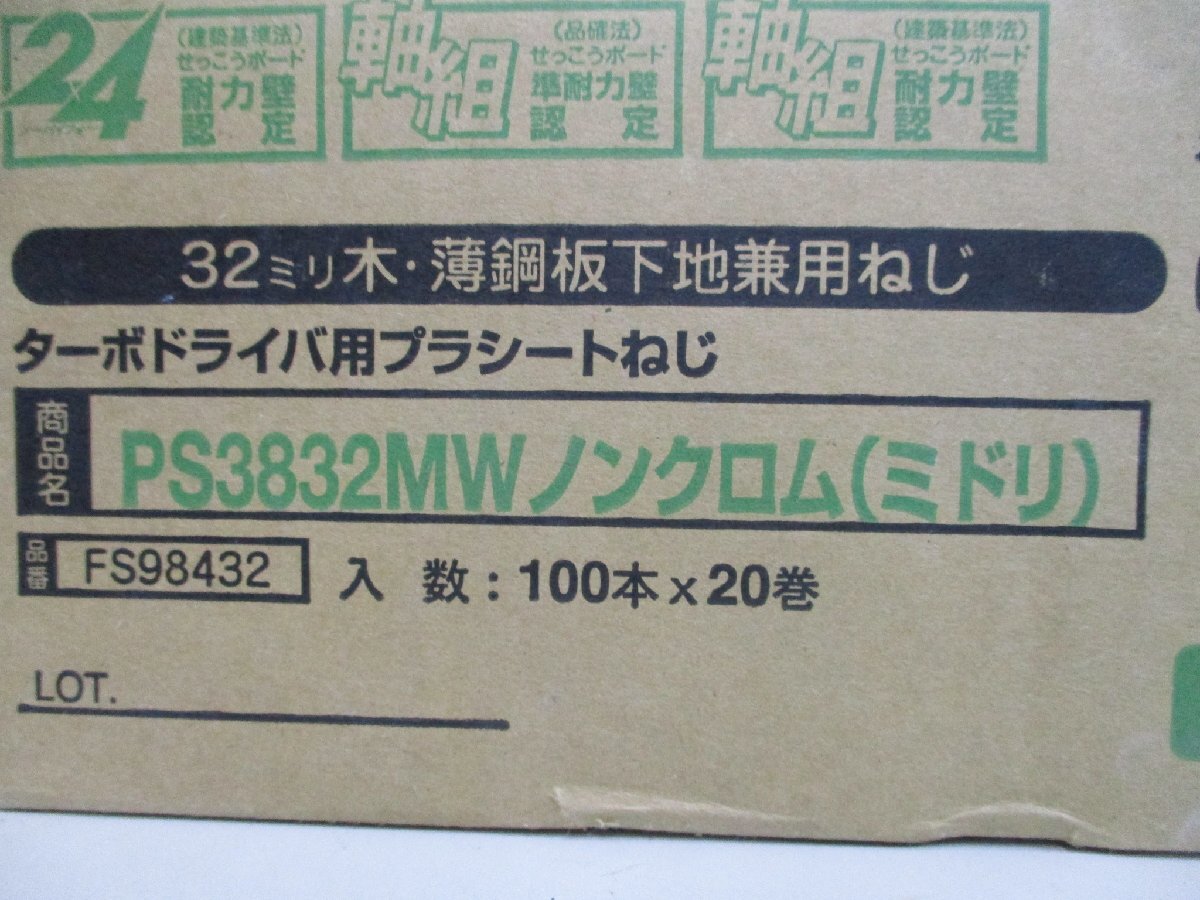 2×4
(建築基準法)
せっこうボード
耐力壁
認定
軸組
(品確法)
せっこうボード
準耐力壁
認定
軸組
(建築基準法)
せっこうボード
耐力壁
認定
32ミリ木・薄鋼板下地兼用ねじ
ターボドライバ用プラシートねじ
商品名
PS3832MWノンクロム(ミドリ)
品番
FS98432
入数:100本×20巻
LOT.